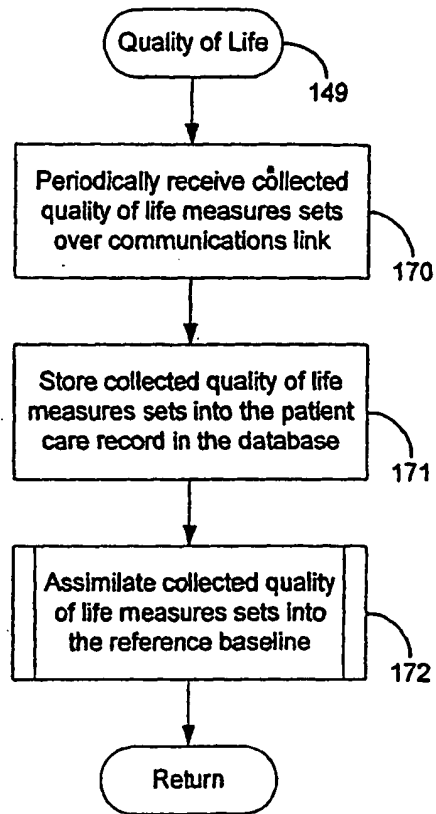 Quality of Life
149
Periodically receive collected
quality of life measures sets
over communications link
170
Store collected quality of life
measures sets into the patient
care record in the database
171
Assimilate collected quality
of life measures sets into
the reference baseline
172
Return